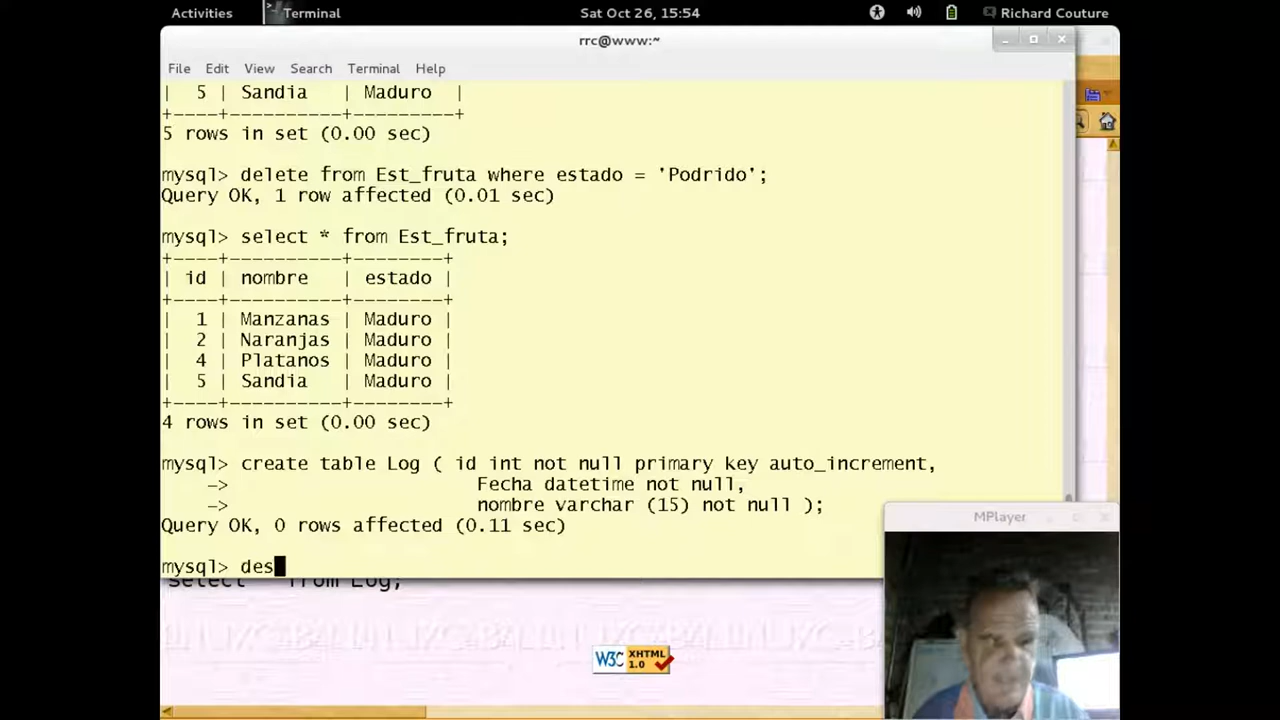 Activities Terminal Sat Oct 26, 15:54 Richard Couture
rrc@www:~
File Edit View Search Terminal Help
| 5 | Sandia | Maduro |
+----+----------+---------+
5 rows in set (0.00 sec)
mysql> delete from Est_fruta where estado = 'Podrido';
Query OK, 1 row affected (0.01 sec)
mysql> select * from Est_fruta;
+----+----------+--------+
| id | nombre | estado |
+----+----------+--------+
| 1 | Manzanas | Maduro |
| 2 | Naranjas | Maduro |
| 4 | Platanos | Maduro |
| 5 | Sandia | Maduro |
+----+----------+--------+
4 rows in set (0.00 sec)
mysql> create table Log ( id int not null primary key auto_increment,
-> Fecha datetime not null,
-> nombre varchar (15) not null );
Query OK, 0 rows affected (0.11 sec)
MPlayer
mysql> des
select * from Log;
W3C XHTML 1.0